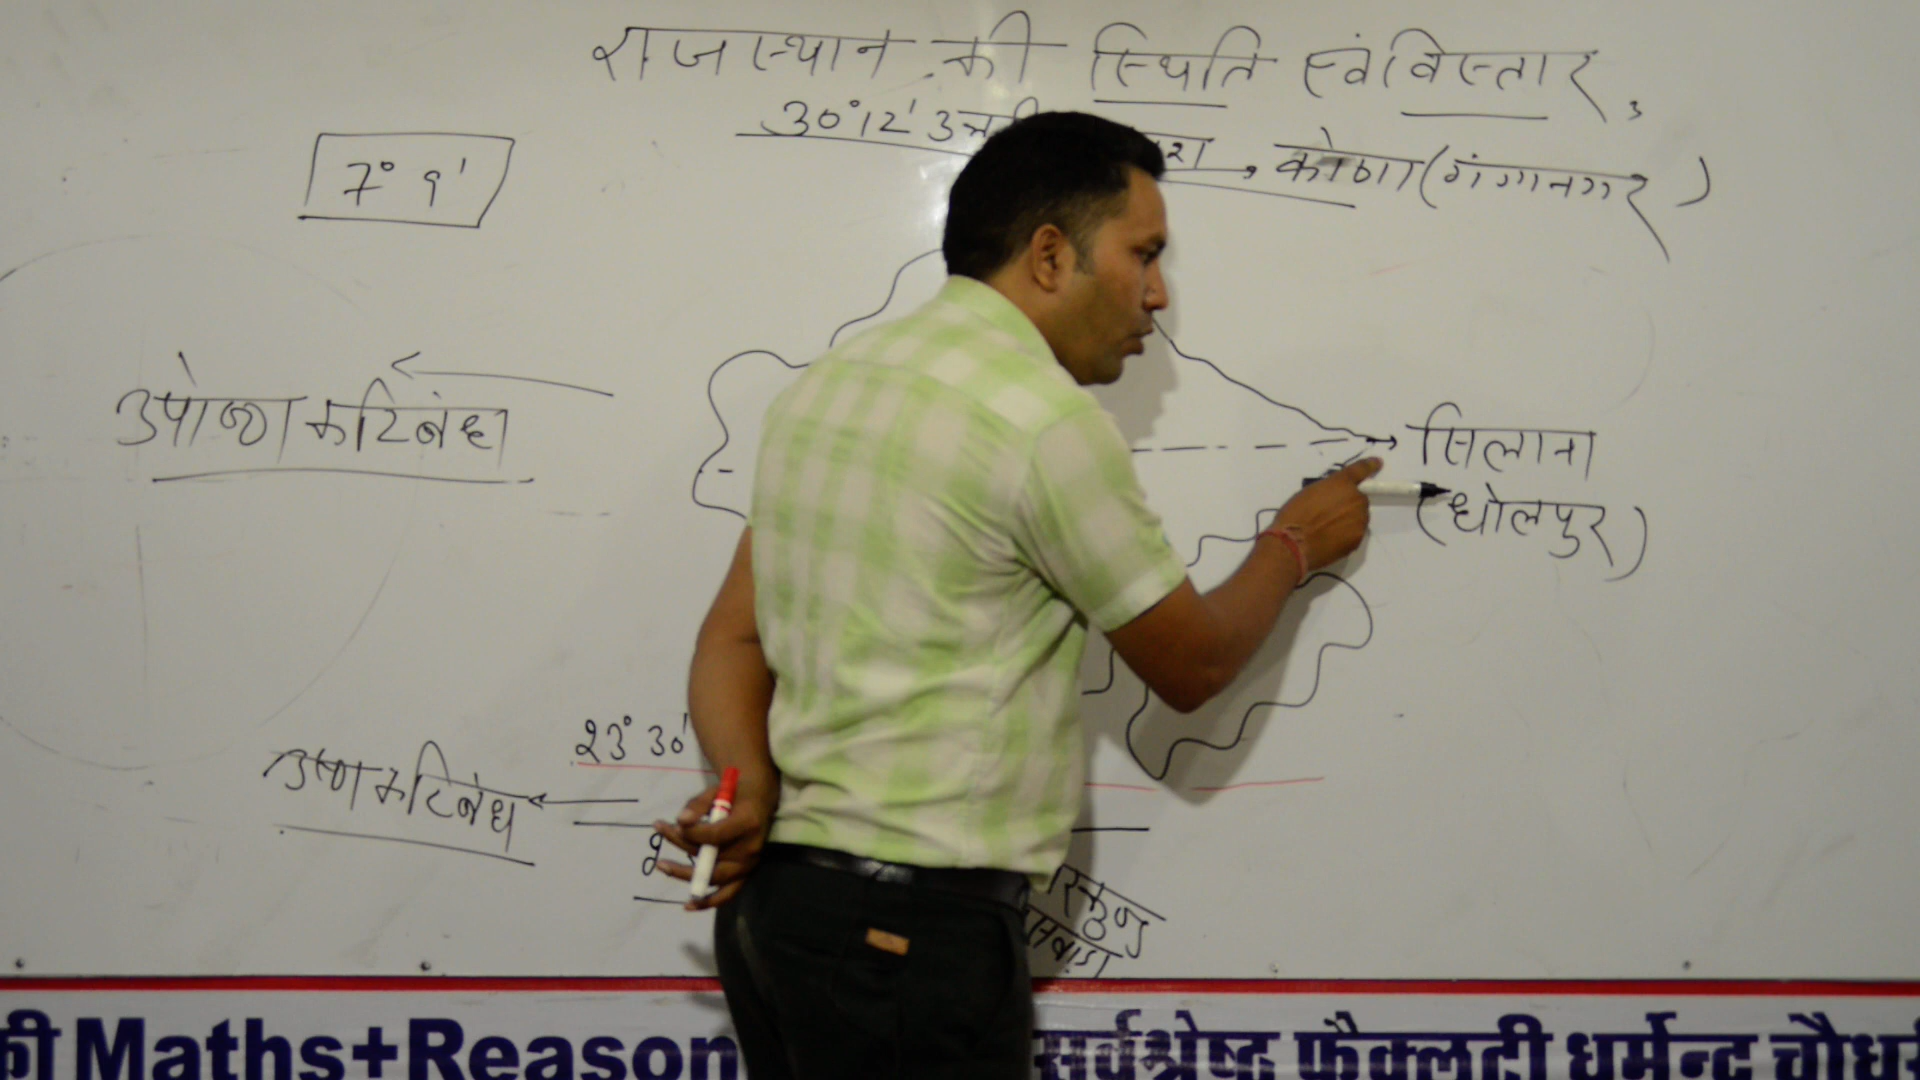 राजस्थान की स्थिति एवं विस्तार,
30°12' उत्तरी , कोणा (गंगानगर)
7° 9'
उपोष्ण कटिबंध
सिलाना
(धोलपुर)
23° 30'
उष्ण कटिबंध
की Maths+Reason सर्वश्रेष्ठ फैकल्टी धर्मेन्द्र चौधरी